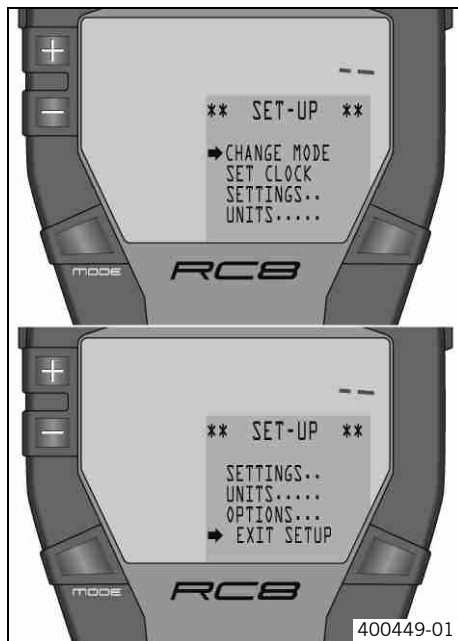 +
--
-
** SET-UP **
➡CHANGE MODE
SET CLOCK
SETTINGS..
UNITS.....
MODE
RC8
+
--
-
** SET-UP **
SETTINGS..
UNITS.....
OPTIONS...
➡ EXIT SETUP
MODE
RC8
400449-01